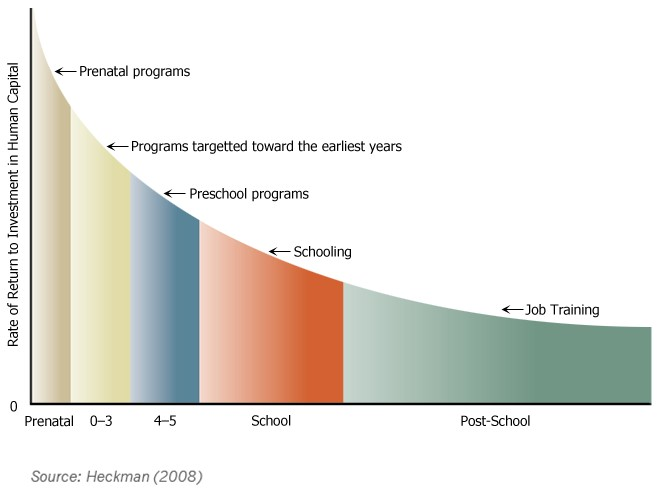 Rate of Return to Investment in Human Capital
Prenatal programs
Programs targetted toward the earliest years
Preschool programs
Schooling
Job Training
0
Prenatal 0–3 4–5 School Post-School
Source: Heckman (2008)